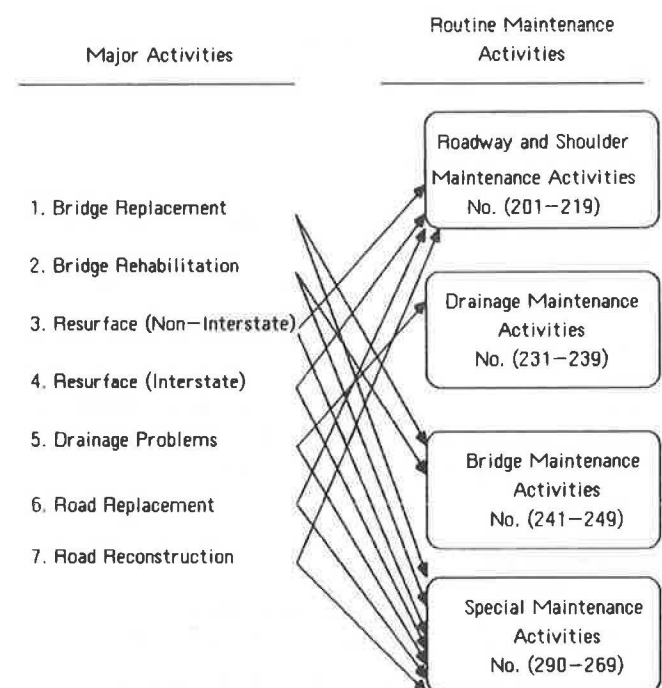 Major Activities
Routine Maintenance
Activities
1. Bridge Replacement
2. Bridge Rehabilitation
3. Resurface (Non-Interstate)
4. Resurface (Interstate)
5. Drainage Problems
6. Road Replacement
7. Road Reconstruction
Roadway and Shoulder
Maintenance Activities
No. (201-219)
Drainage Maintenance
Activities
No. (231-239)
Bridge Maintenance
Activities
No. (241-249)
Special Maintenance
Activities
No. (290-269)